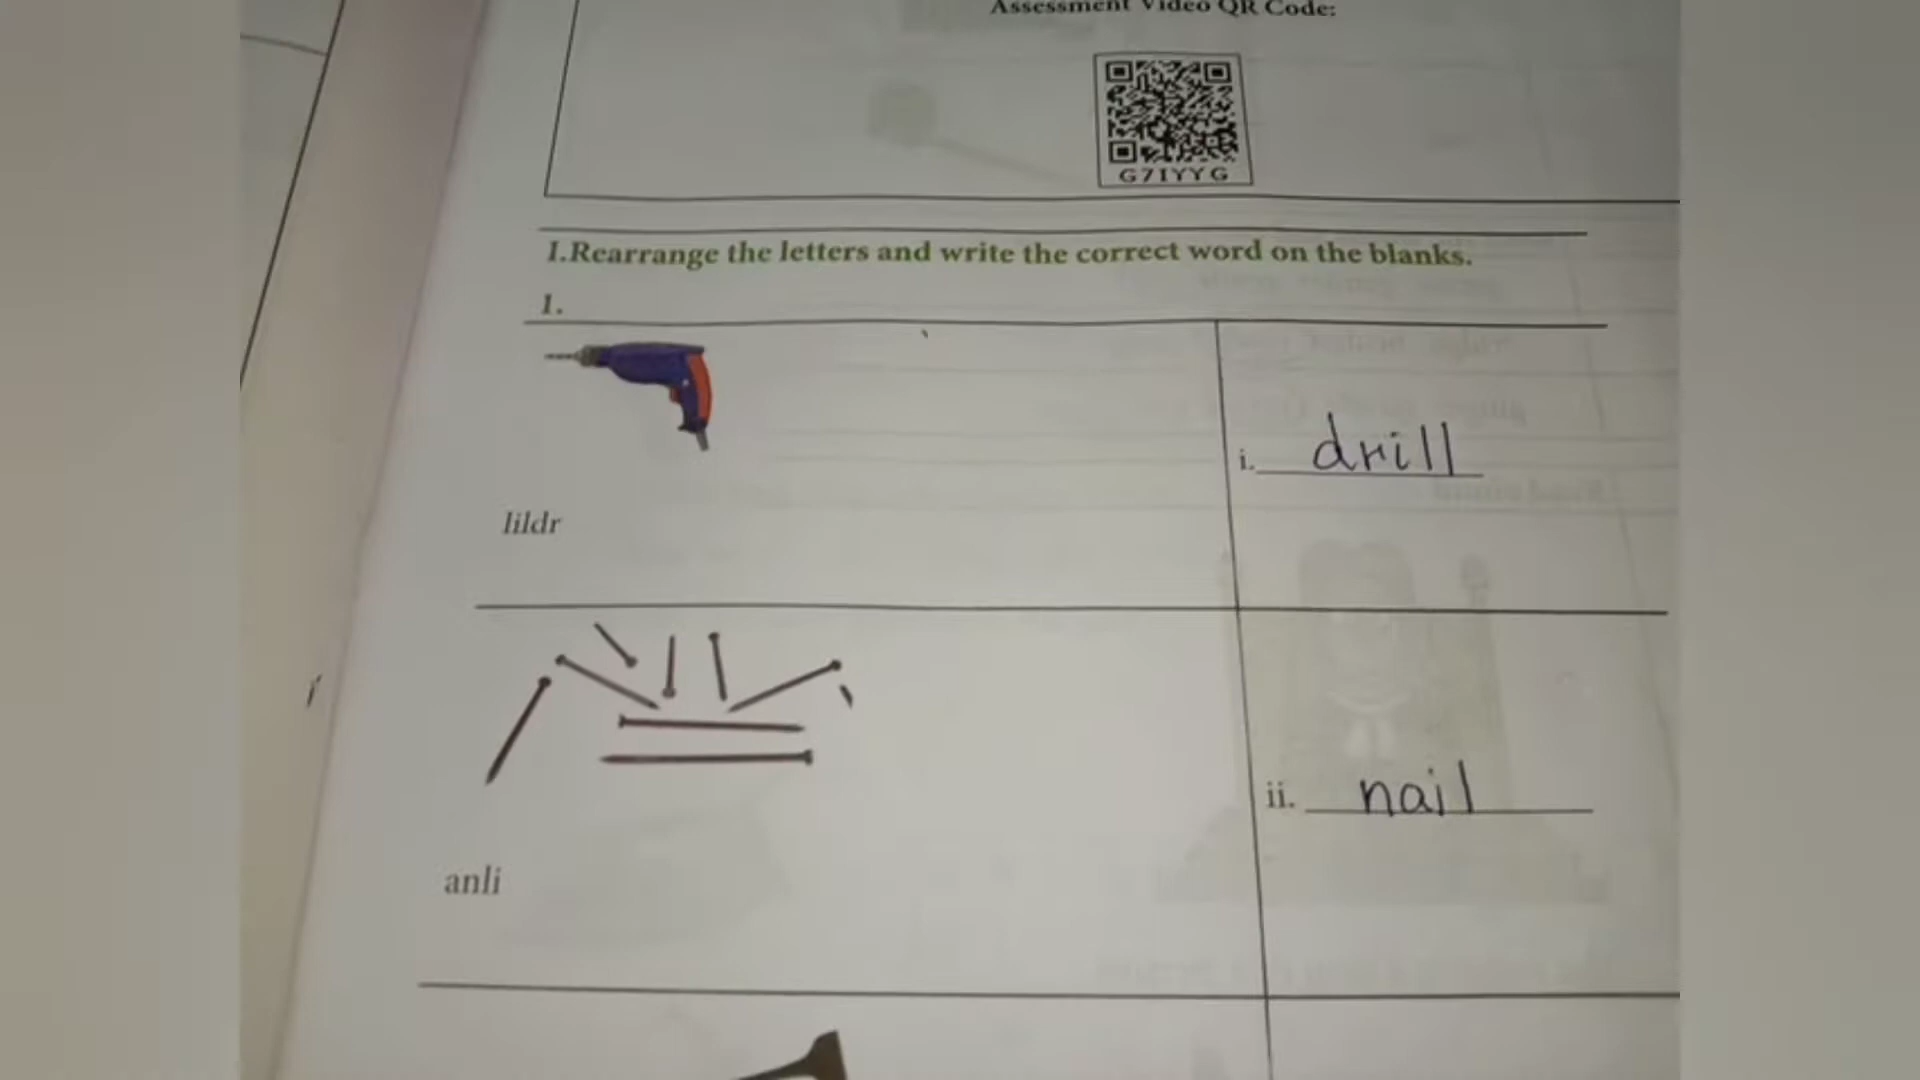 Assessment Video QR Code:
G7IYYG
I.Rearrange the letters and write the correct word on the blanks.
1.
i. drill
lildr
ii. nail
anli